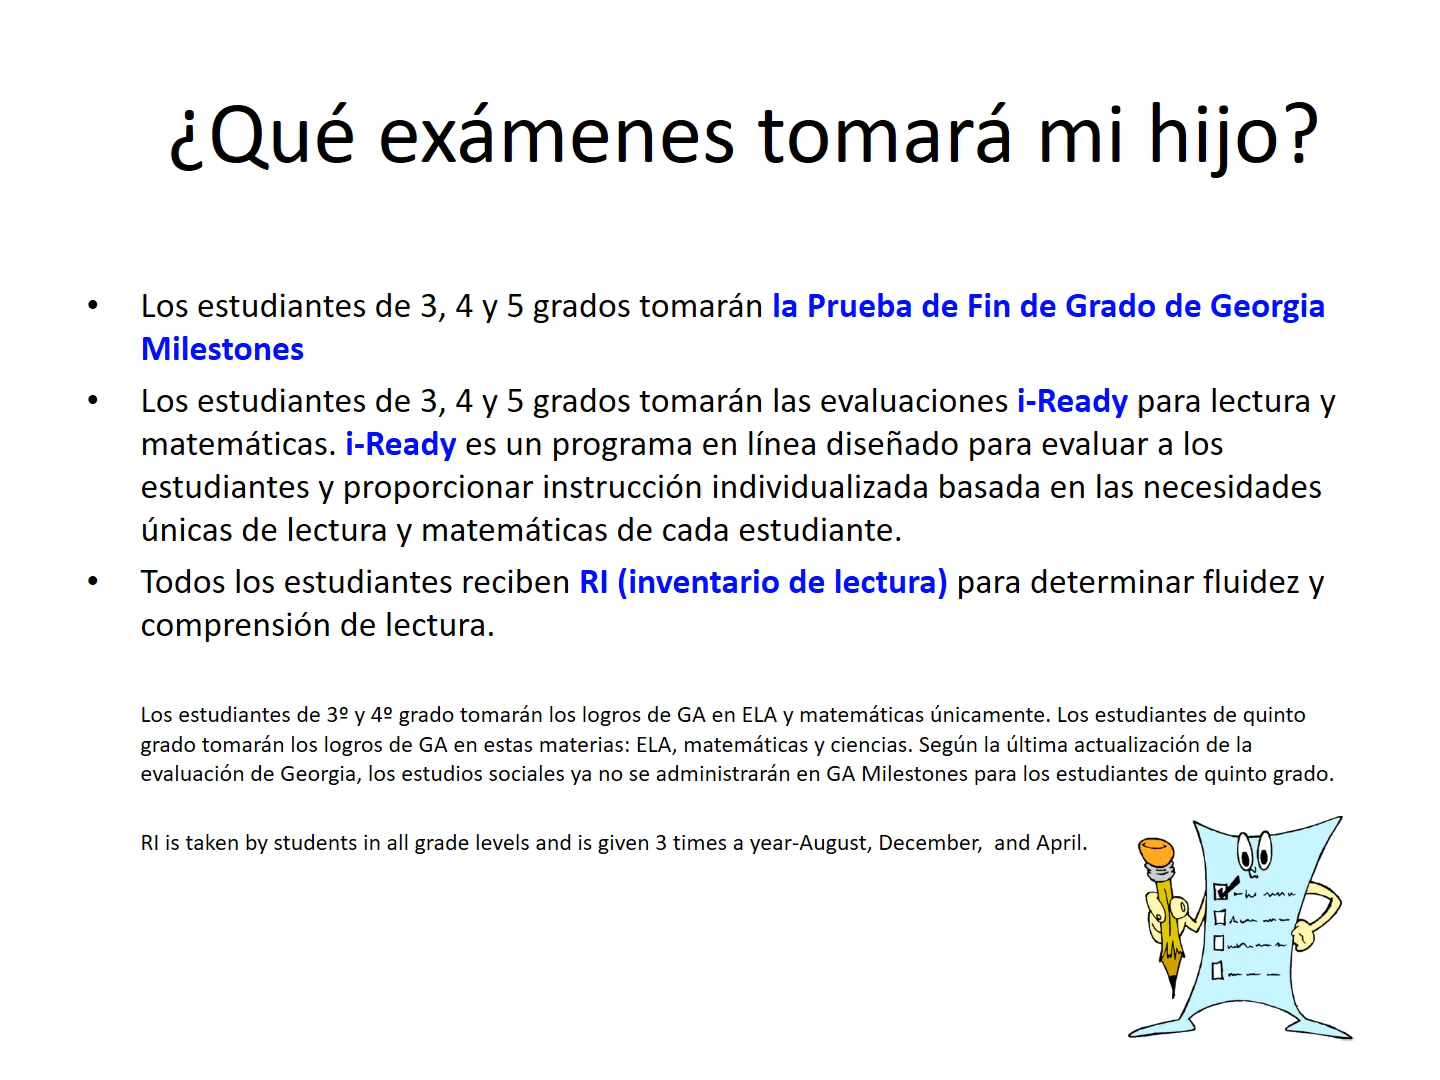 ¿Qué exámenes tomará mi hijo?
• Los estudiantes de 3, 4 y 5 grados tomarán la Prueba de Fin de Grado de Georgia
Milestones
• Los estudiantes de 3, 4 y 5 grados tomarán las evaluaciones i-Ready para lectura y
matemáticas. i-Ready es un programa en línea diseñado para evaluar a los
estudiantes y proporcionar instrucción individualizada basada en las necesidades
únicas de lectura y matemáticas de cada estudiante.
• Todos los estudiantes reciben RI (inventario de lectura) para determinar fluidez y
comprensión de lectura.
Los estudiantes de 3º y 4º grado tomarán los logros de GA en ELA y matemáticas únicamente. Los estudiantes de quinto
grado tomarán los logros de GA en estas materias: ELA, matemáticas y ciencias. Según la última actualización de la
evaluación de Georgia, los estudios sociales ya no se administrarán en GA Milestones para los estudiantes de quinto grado.
RI is taken by students in all grade levels and is given 3 times a year-August, December,  and April.